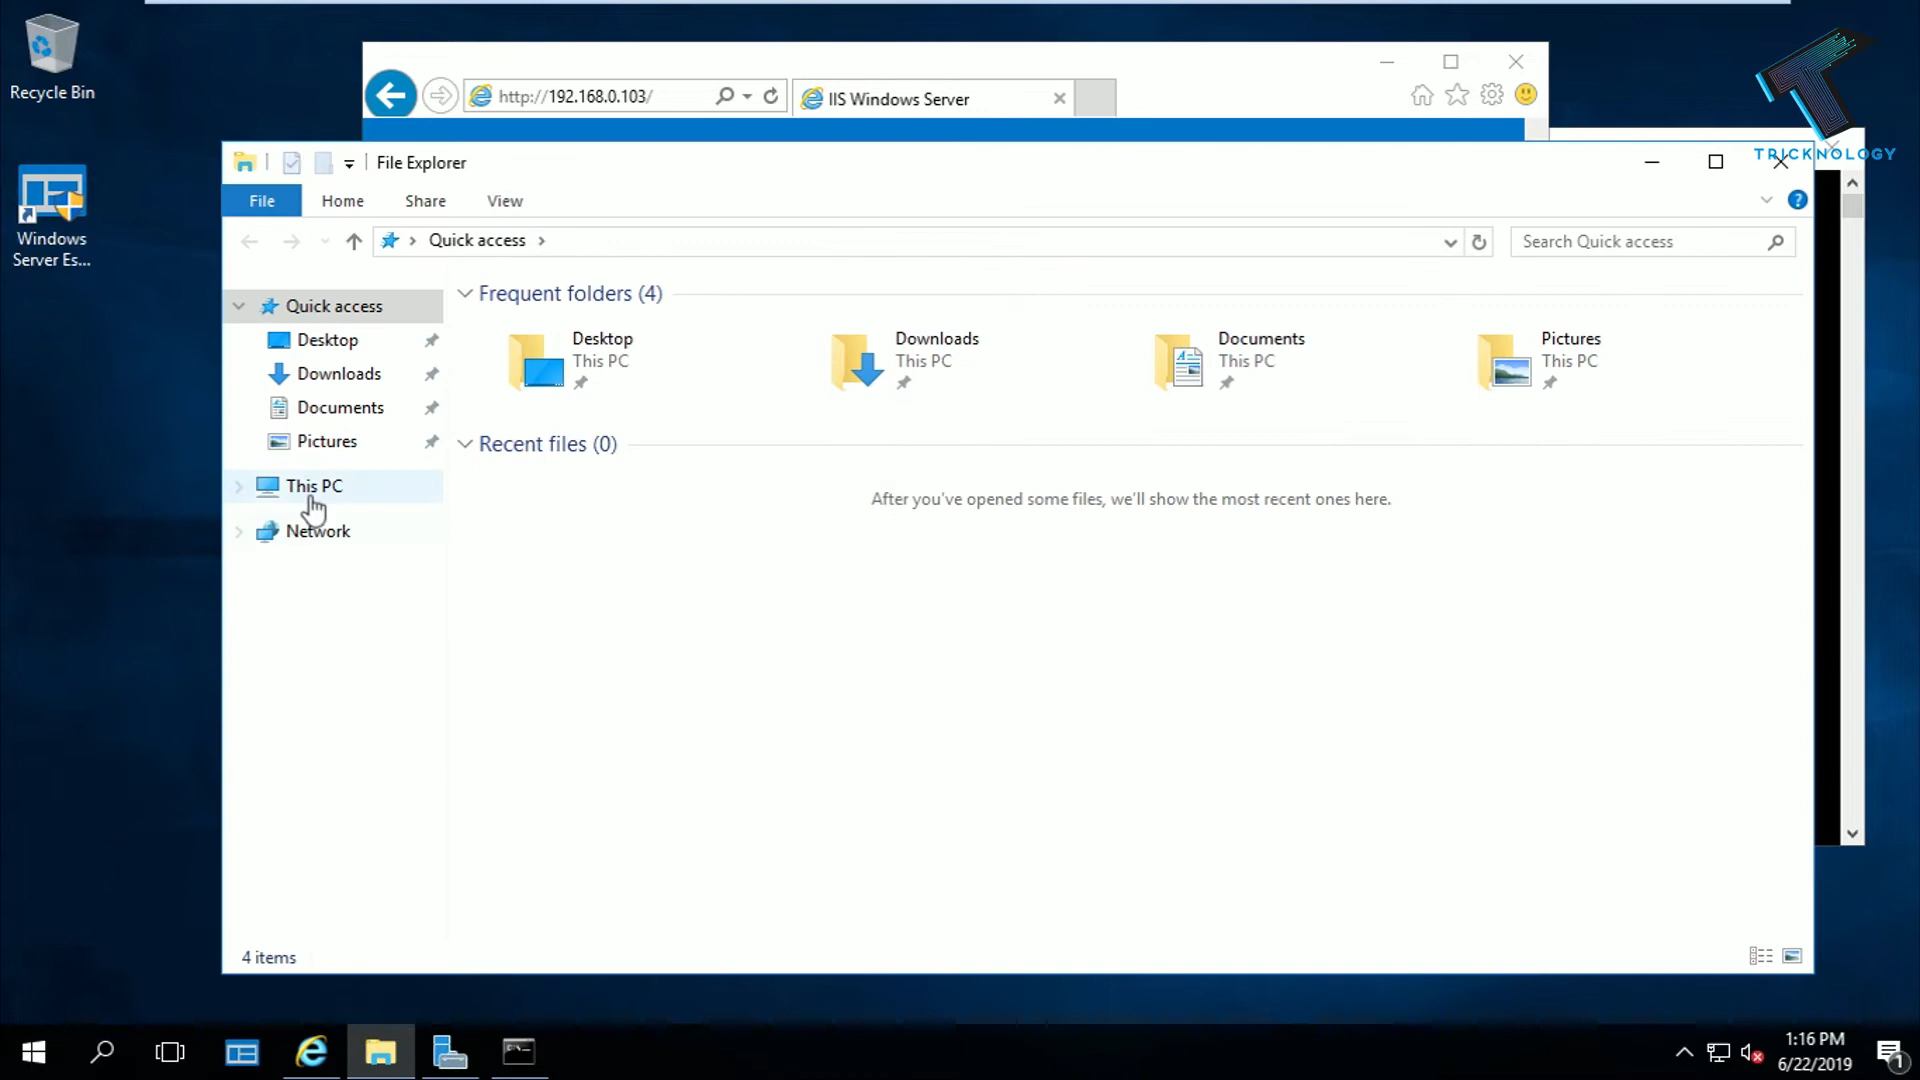 Recycle Bin
Windows
Server Es...
http://192.168.0.103/
IIS Windows Server
TRICKNOLOGY
File Explorer
File
Home
Share
View
Quick access
Search Quick access
Quick access
Desktop
Downloads
Documents
Pictures
This PC
Network
Frequent folders (4)
Desktop
This PC
Downloads
This PC
Documents
This PC
Pictures
This PC
Recent files (0)
After you've opened some files, we'll show the most recent ones here.
4 items
1:16 PM
6/22/2019
1